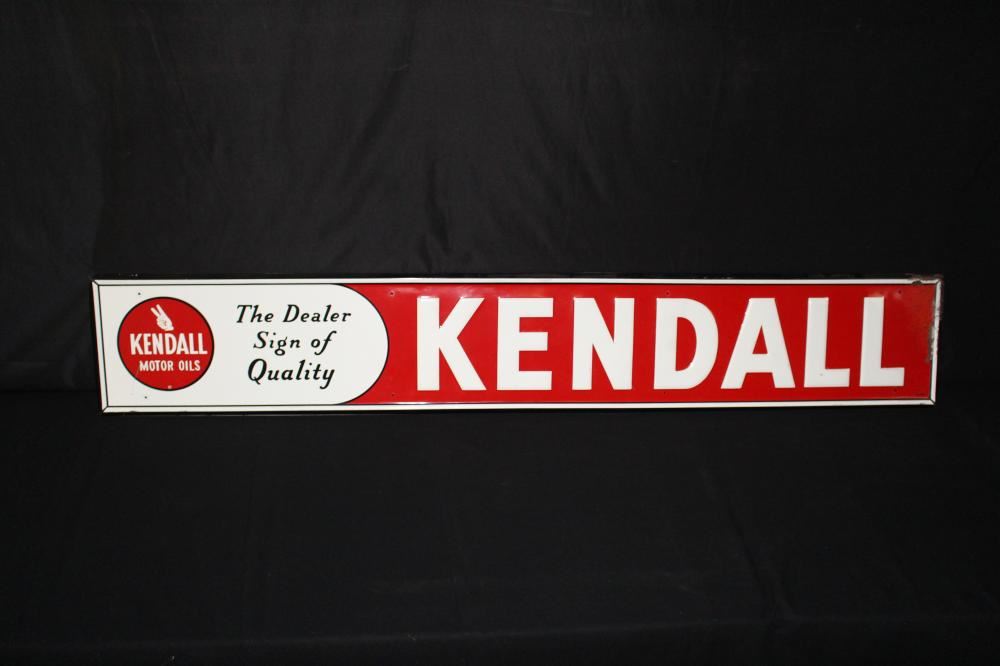 KENDALL
MOTOR OILS
The Dealer
Sign of
Quality
KENDALL